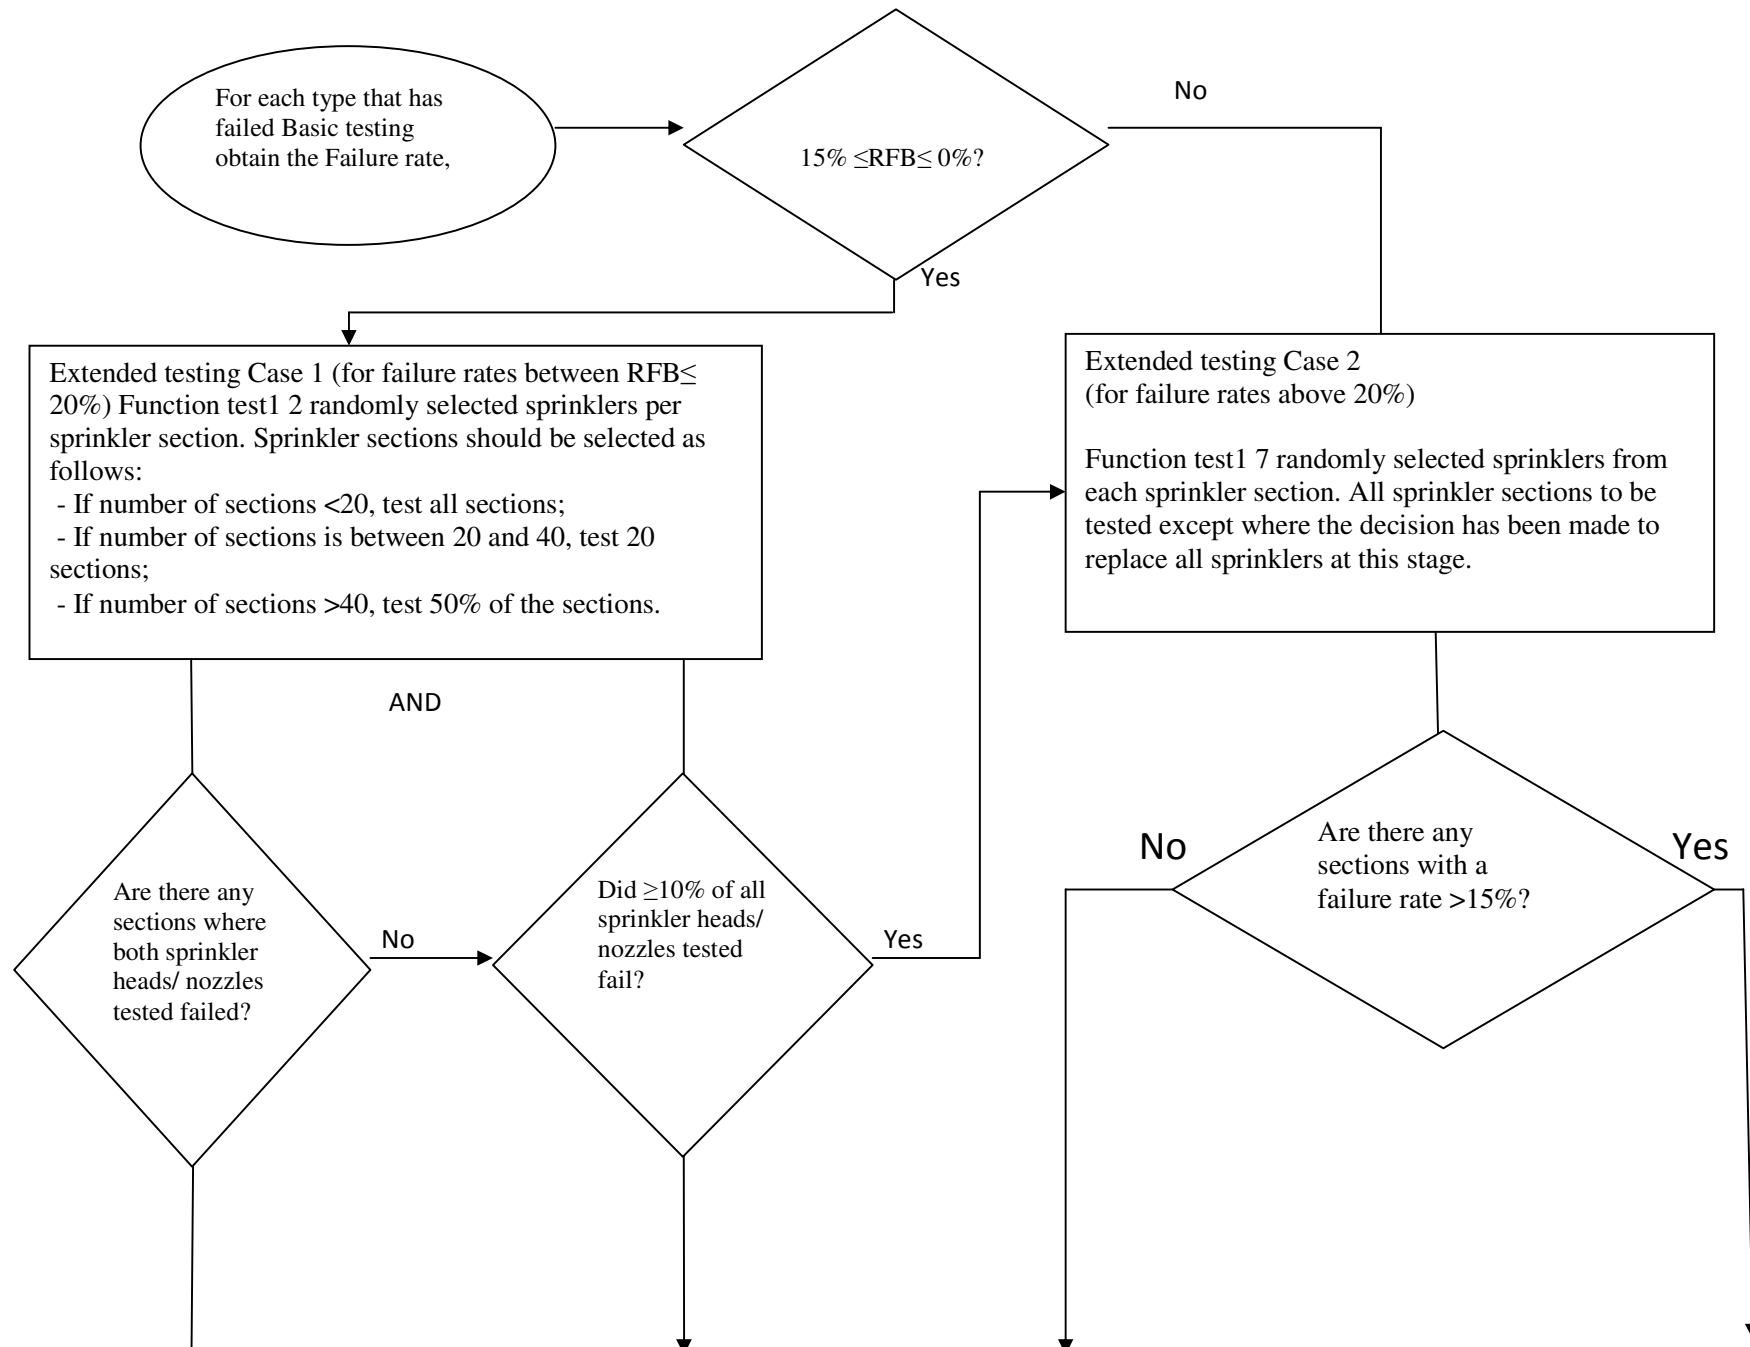 For each type that has
failed Basic testing
obtain the Failure rate,
15% ≤RFB≤ 0%?
No
Yes
Extended testing Case 1 (for failure rates between RFB≤
20%) Function test1 2 randomly selected sprinklers per
sprinkler section. Sprinkler sections should be selected as
follows:
- If number of sections <20, test all sections;
- If number of sections is between 20 and 40, test 20
sections;
- If number of sections >40, test 50% of the sections.
Extended testing Case 2
(for failure rates above 20%)
Function test1 7 randomly selected sprinklers from
each sprinkler section. All sprinkler sections to be
tested except where the decision has been made to
replace all sprinklers at this stage.
AND
Are there any
sections where
both sprinkler
heads/ nozzles
tested failed?
No
Did ≥10% of all
sprinkler heads/
nozzles tested
fail?
Yes
No
Are there any
sections with a
failure rate >15%?
Yes